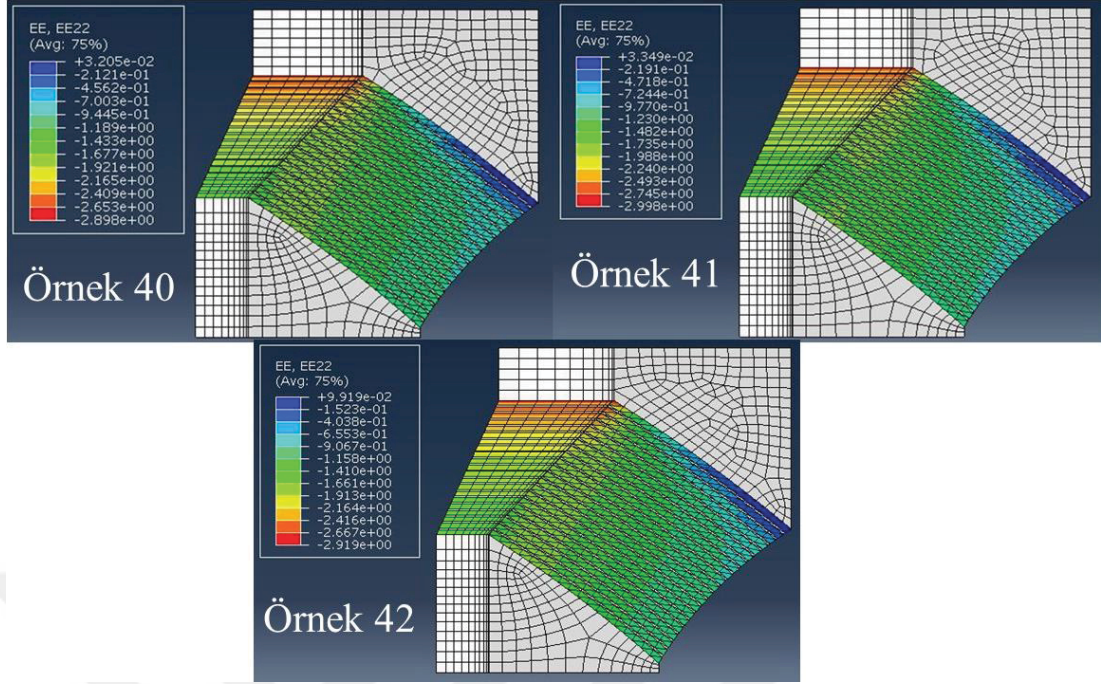 EE, EE22
(Avg: 75%)
+3.205e-02
-2.121e-01
-4.562e-01
-7.003e-01
-9.445e-01
-1.189e+00
-1.433e+00
-1.677e+00
-1.921e+00
-2.165e+00
-2.409e+00
-2.653e+00
-2.898e+00
Örnek 40
EE, EE22
(Avg: 75%)
+3.349e-02
-2.191e-01
-4.718e-01
-7.244e-01
-9.770e-01
-1.230e+00
-1.482e+00
-1.735e+00
-1.988e+00
-2.240e+00
-2.493e+00
-2.745e+00
-2.998e+00
Örnek 41
EE, EE22
(Avg: 75%)
+9.919e-02
-1.523e-01
-4.038e-01
-6.553e-01
-9.067e-01
-1.158e+00
-1.410e+00
-1.661e+00
-1.913e+00
-2.164e+00
-2.416e+00
-2.667e+00
-2.919e+00
Örnek 42